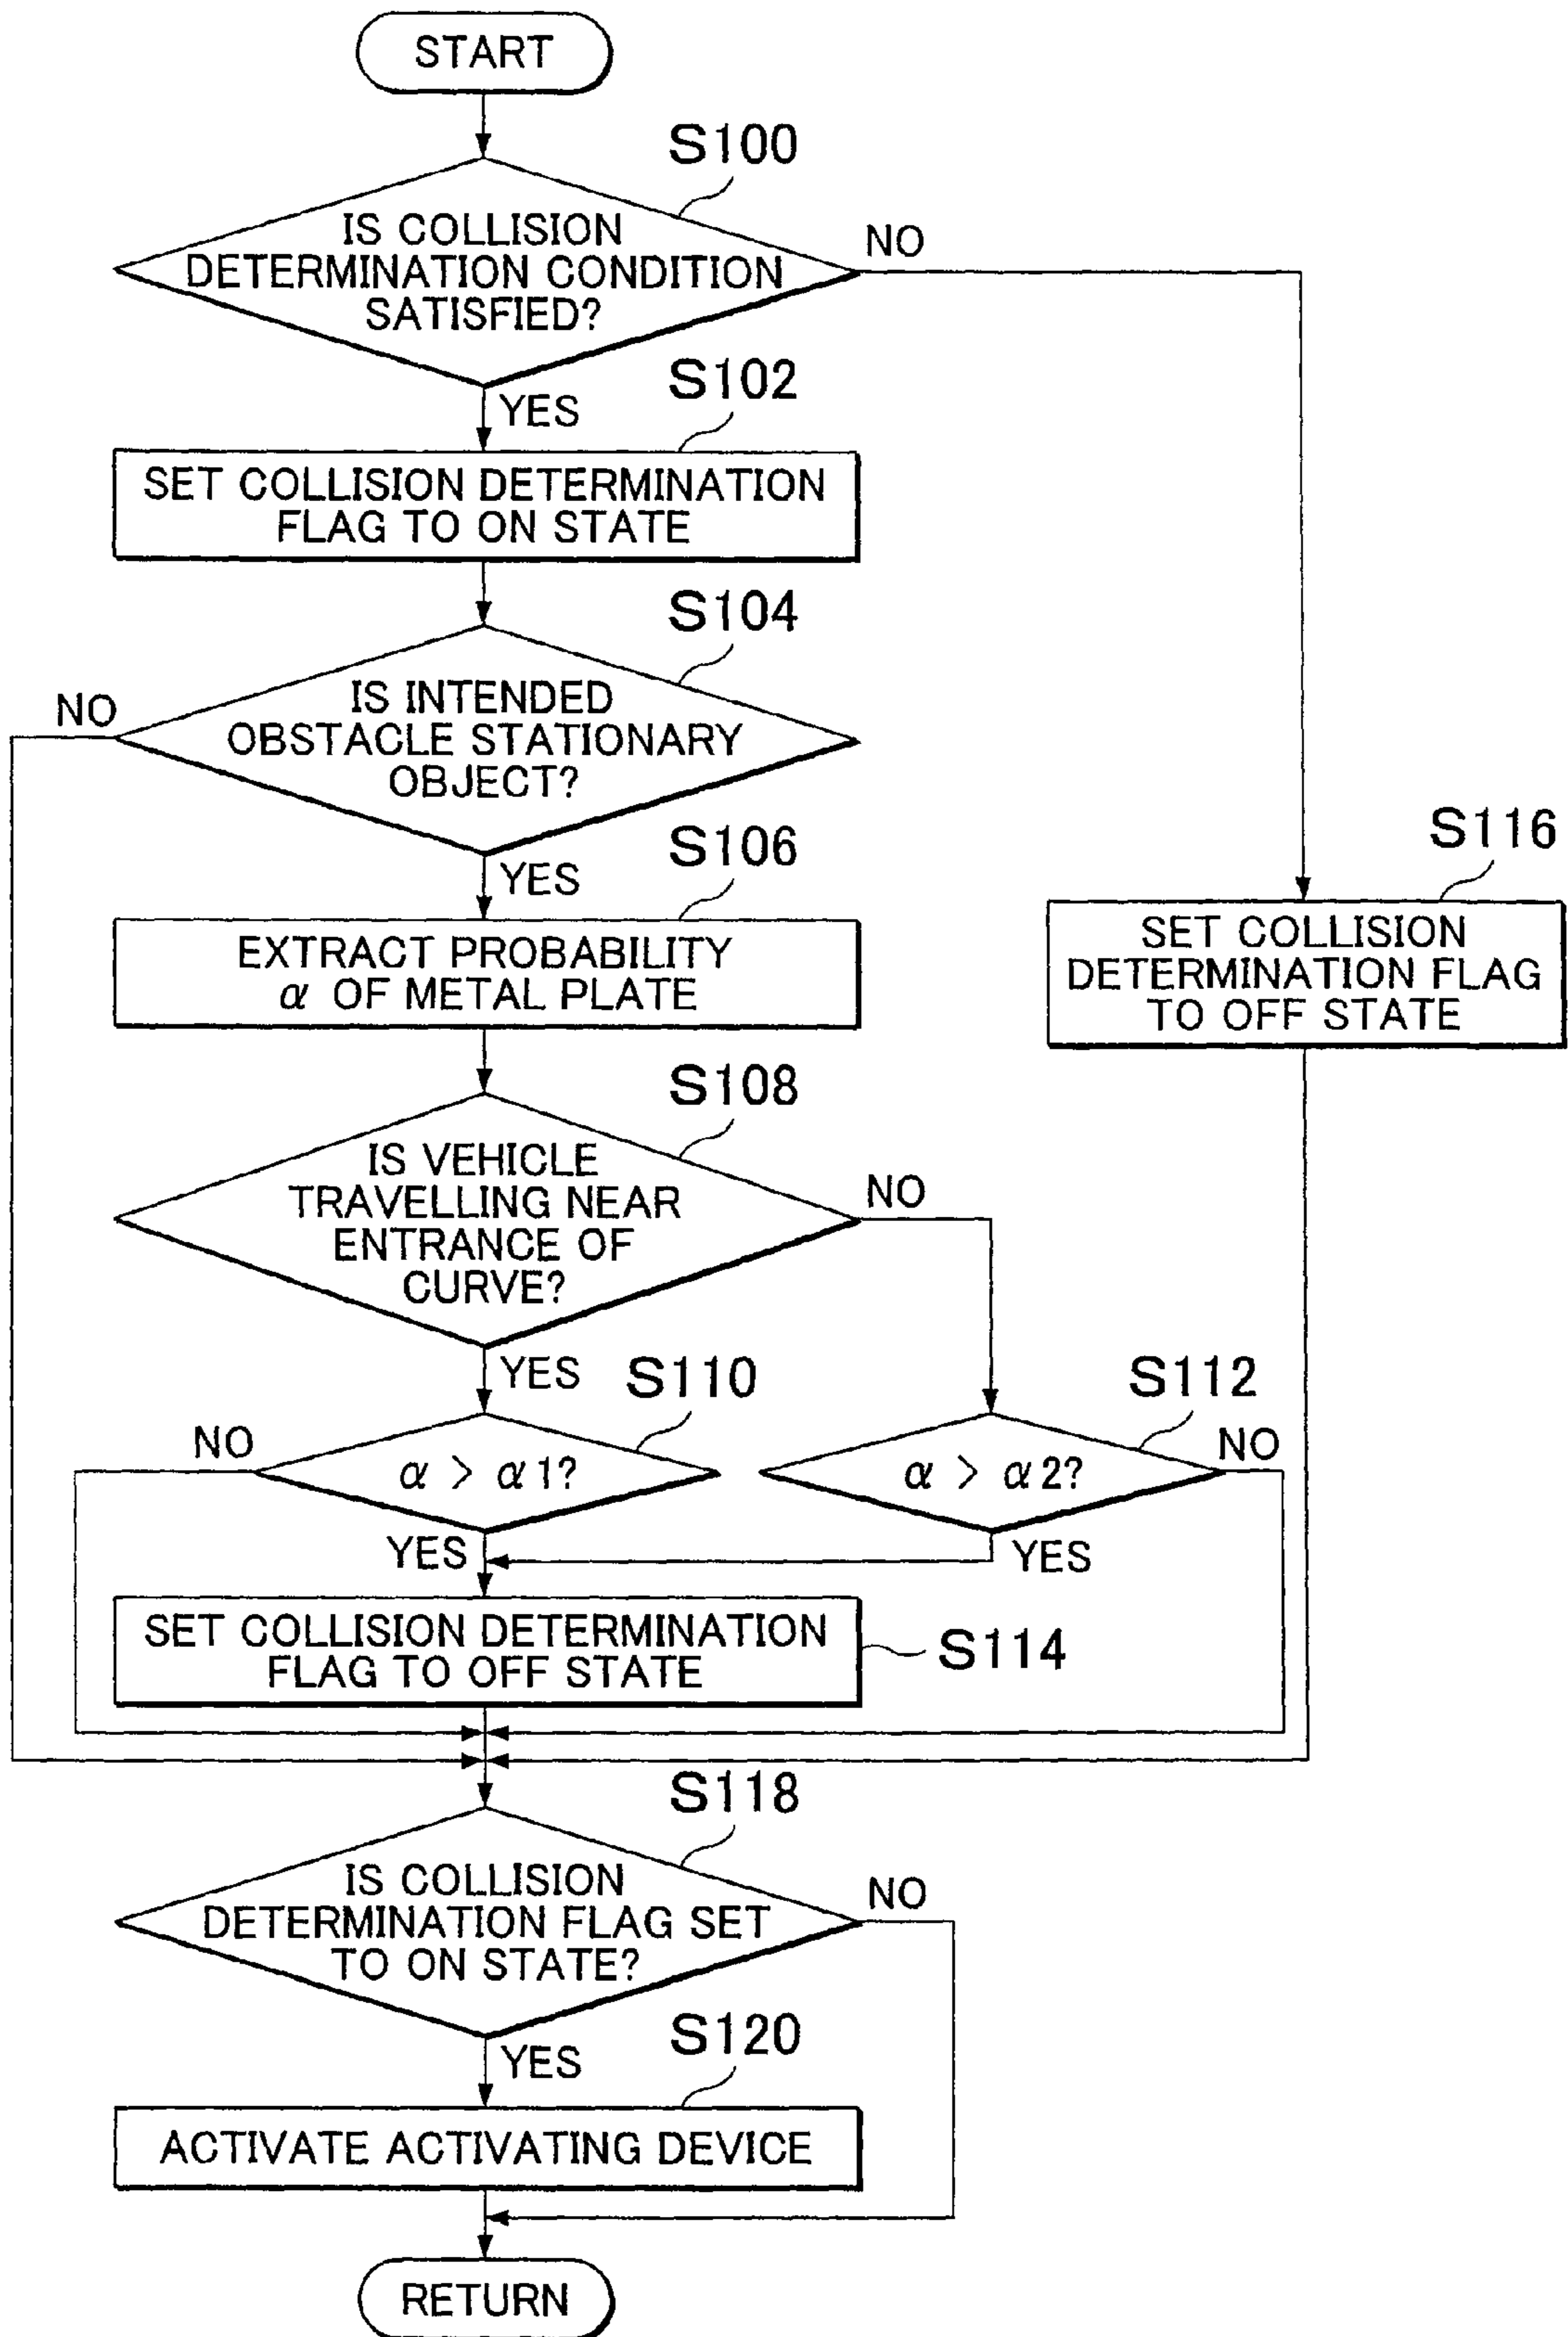 START
S100
IS COLLISION
DETERMINATION CONDITION
SATISFIED?
NO
YES
S102
SET COLLISION DETERMINATION
FLAG TO ON STATE
S104
NO
IS INTENDED
OBSTACLE STATIONARY
OBJECT?
YES
S106
EXTRACT PROBABILITY
α OF METAL PLATE
S116
SET COLLISION
DETERMINATION FLAG
TO OFF STATE
S108
IS VEHICLE
TRAVELLING NEAR
ENTRANCE OF
CURVE?
NO
YES
S110
NO
α > α1?
YES
S112
NO
α > α2?
YES
SET COLLISION DETERMINATION
FLAG TO OFF STATE
S114
S118
IS COLLISION
DETERMINATION FLAG SET
TO ON STATE?
NO
YES
S120
ACTIVATE ACTIVATING DEVICE
RETURN